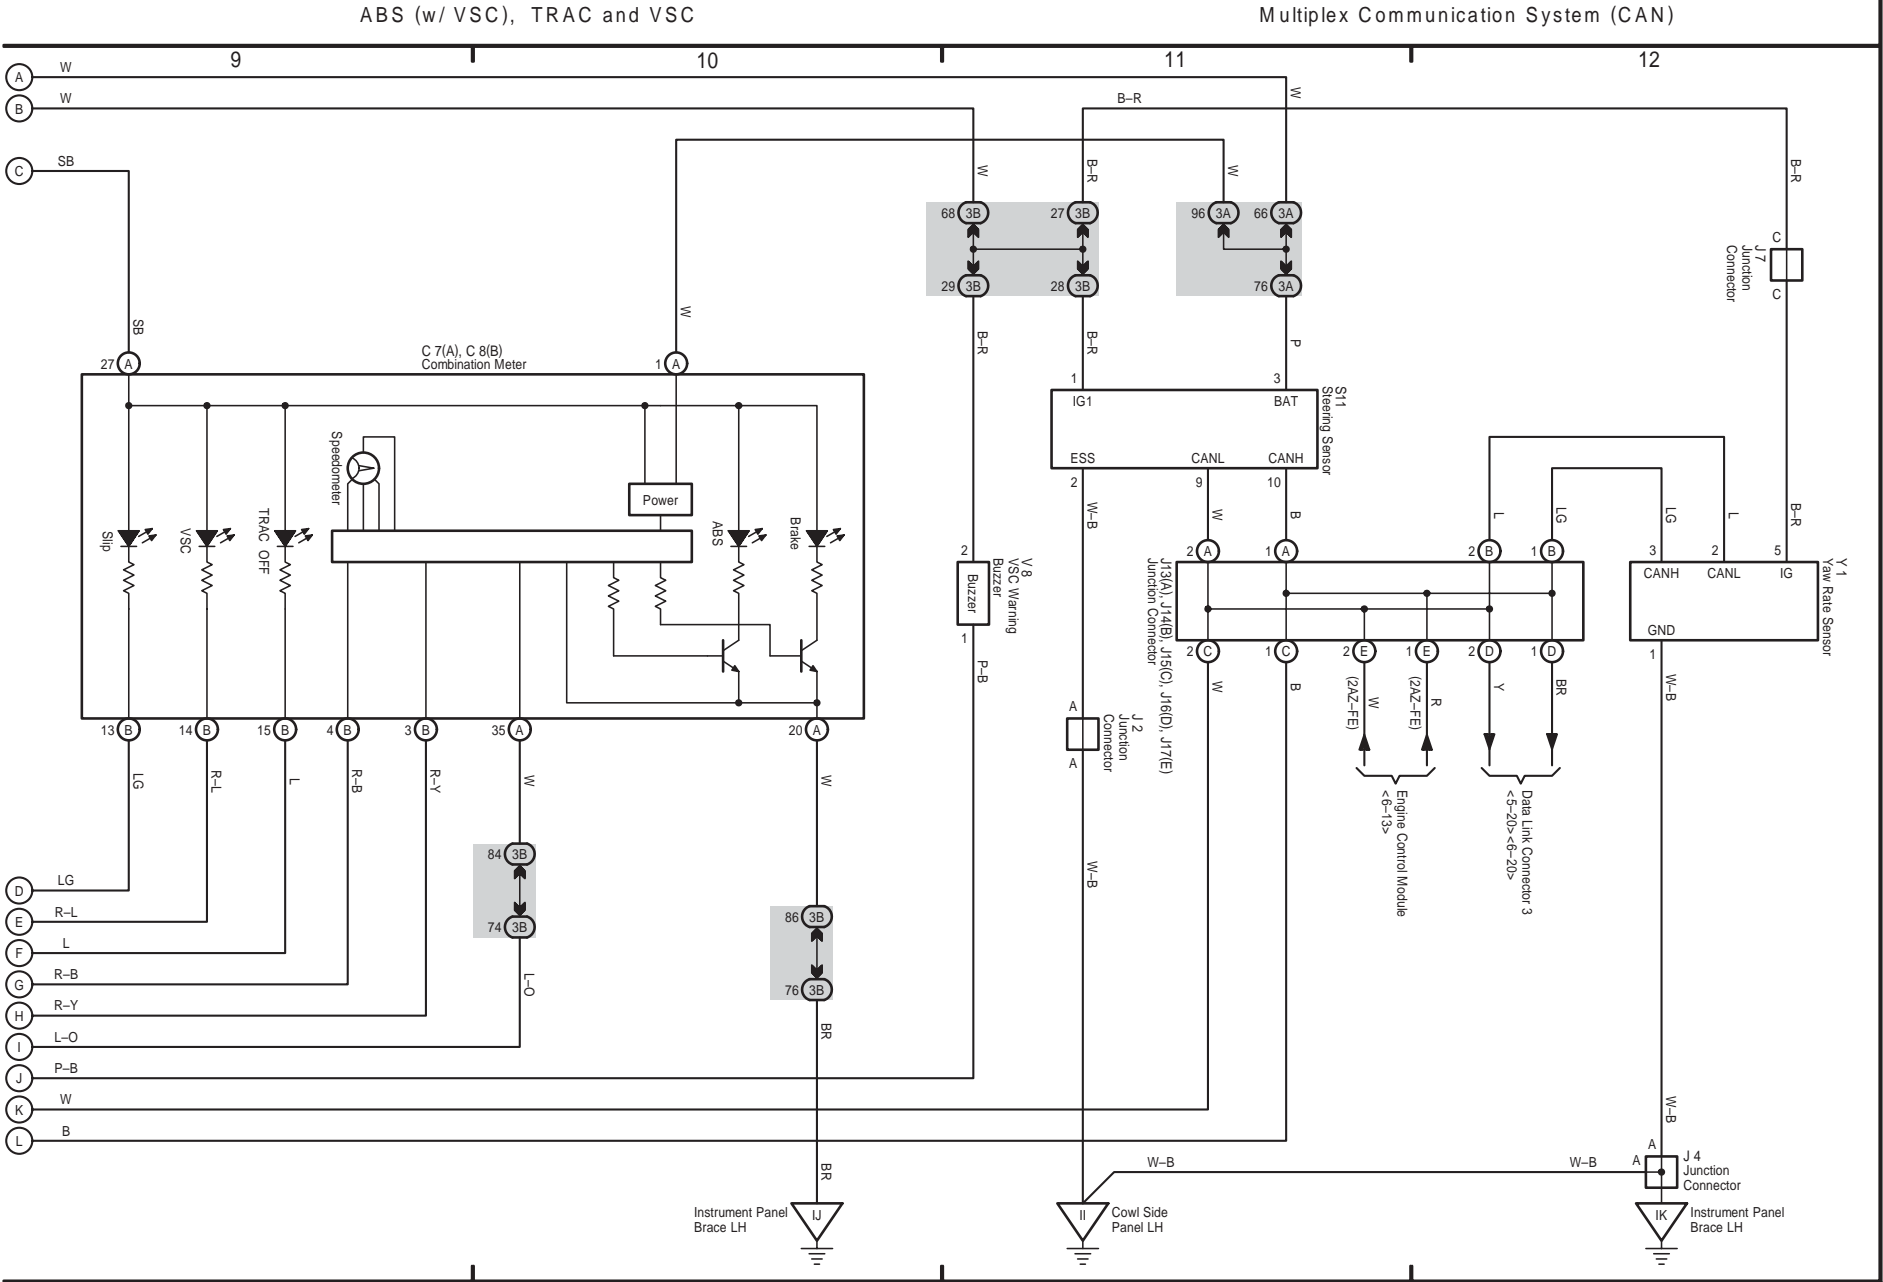 ABS (w/ VSC), TRAC and VSC
Multiplex Communication System (CAN)
9
10
11
12
A
W
B
W
C
SB
W
B–R
W
B–R
W
B–R
68 3B
27 3B
96 3A
66 3A
29 3B
28 3B
76 3A
C
J 7
Junction
Connector
C
SB
W
B–R
B–R
P
27 A
C 7(A), C 8(B)
Combination Meter
1 A
1
3
IG1
BAT
S11
Steering Sensor
ESS
CANL
CANH
2
9
10
Speedometer
Power
Slip
VSC
TRAC OFF
ABS
Brake
W–B
W
B
L
LG
LG
L
B–R
2
V 8
VSC Warning
Buzzer
Buzzer
1
P–B
2 A
1 A
2 B
1 B
3
2
5
J13(A), J14(B), J15(C), J16(D), J17(E)
Junction Connector
CANH
CANL
IG
Y 1
Yaw Rate Sensor
GND
1
2 C
1 C
2 E
1 E
2 D
1 D
W
B
W
(2AZ–FE)
R
(2AZ–FE)
Y
BR
W–B
A
J 2
Junction
Connector
A
13 B
14 B
15 B
4 B
3 B
35 A
20 A
LG
R–L
L
R–B
R–Y
W
W
Engine Control Module
<6–13>
Data Link Connector 3
<5–20><6–20>
84 3B
74 3B
86 3B
76 3B
W–B
L–O
BR
D
LG
E
R–L
F
L
G
R–B
H
R–Y
I
L–O
J
P–B
K
W
L
B
W–B
BR
W–B
W–B
A
A
J 4
Junction
Connector
Instrument Panel
Brace LH
IJ
II
Cowl Side
Panel LH
IK
Instrument Panel
Brace LH